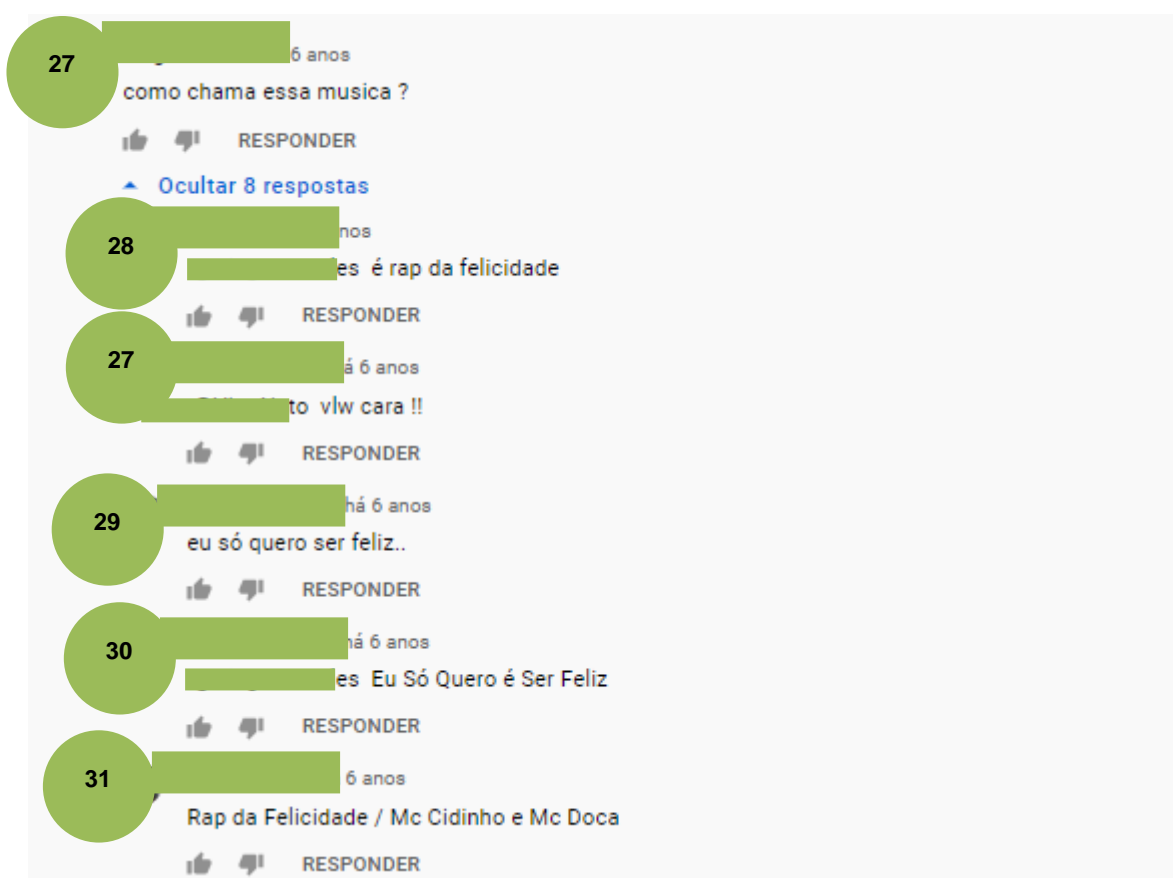 27
6 anos
como chama essa musica ?
RESPONDER
Ocultar 8 respostas
28
nos
es é rap da felicidade
RESPONDER
27
á 6 anos
to vlw cara !!
RESPONDER
29
há 6 anos
eu só quero ser feliz..
RESPONDER
30
há 6 anos
es Eu Só Quero é Ser Feliz
RESPONDER
31
6 anos
Rap da Felicidade / Mc Cidinho e Mc Doca
RESPONDER